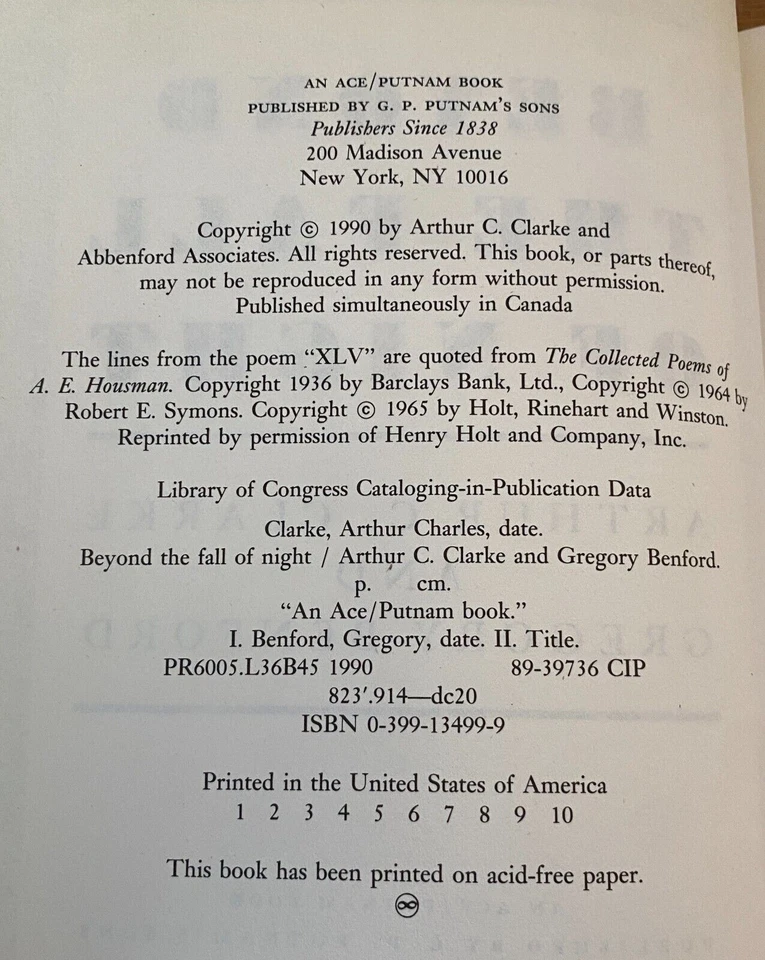 AN ACE/PUTNAM BOOK
PUBLISHED BY G. P. PUTNAM'S SONS
Publishers Since 1838
200 Madison Avenue
New York, NY 10016
Copyright © 1990 by Arthur C. Clarke and
Abbenford Associates. All rights reserved. This book, or parts thereof,
may not be reproduced in any form without permission.
Published simultaneously in Canada
The lines from the poem “XLV” are quoted from The Collected Poems of
A. E. Housman. Copyright 1936 by Barclays Bank, Ltd., Copyright © 1964 by
Robert E. Symons. Copyright © 1965 by Holt, Rinehart and Winston.
Reprinted by permission of Henry Holt and Company, Inc.
Library of Congress Cataloging-in-Publication Data
Clarke, Arthur Charles, date.
Beyond the fall of night / Arthur C. Clarke and Gregory Benford.
p. cm.
“An Ace/Putnam book.”
I. Benford, Gregory, date. II. Title.
PR6005.L36B45 1990 89-39736 CIP
823'.914—dc20
ISBN 0-399-13499-9
Printed in the United States of America
1 2 3 4 5 6 7 8 9 10
This book has been printed on acid-free paper.